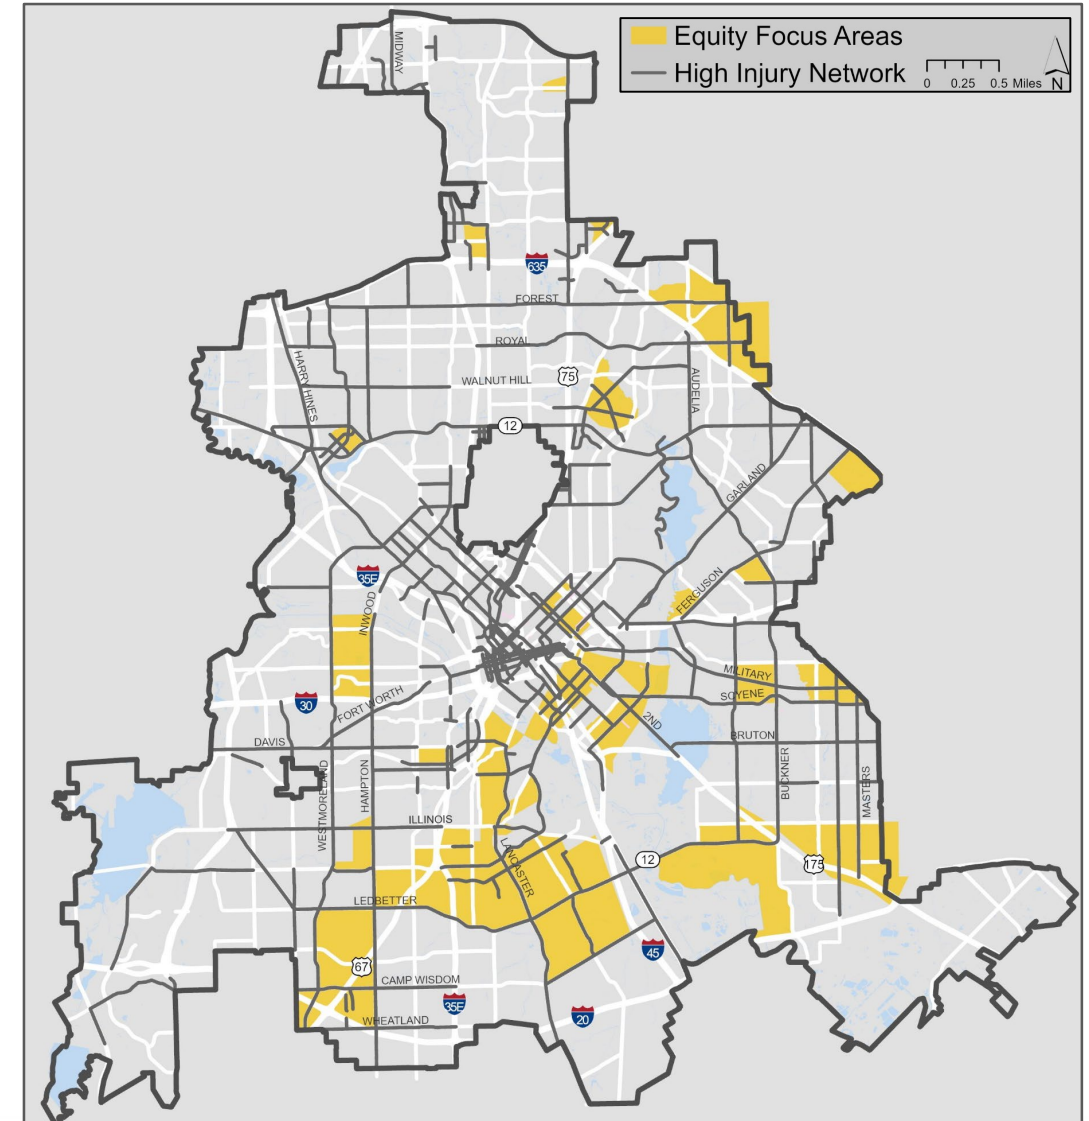 Equity Focus Areas
High Injury Network
0 0.25 0.5 Miles N
MIDWAY
635
FOREST
ROYAL
HARRY HINES
WALNUT HILL
75
AUDELIA
12
GARLAND
35E
INWOOD
FERGUSON
MILITARY
SCYENE
30
FORT WORTH
2ND
BRUTON
DAVIS
WESTMORELAND
HAMPTON
BUCKNER
MASTERS
ILLINOIS
LANCASTER
12
175
LEDBETTER
45
67
CAMP WISDOM
35E
20
WHEATLAND